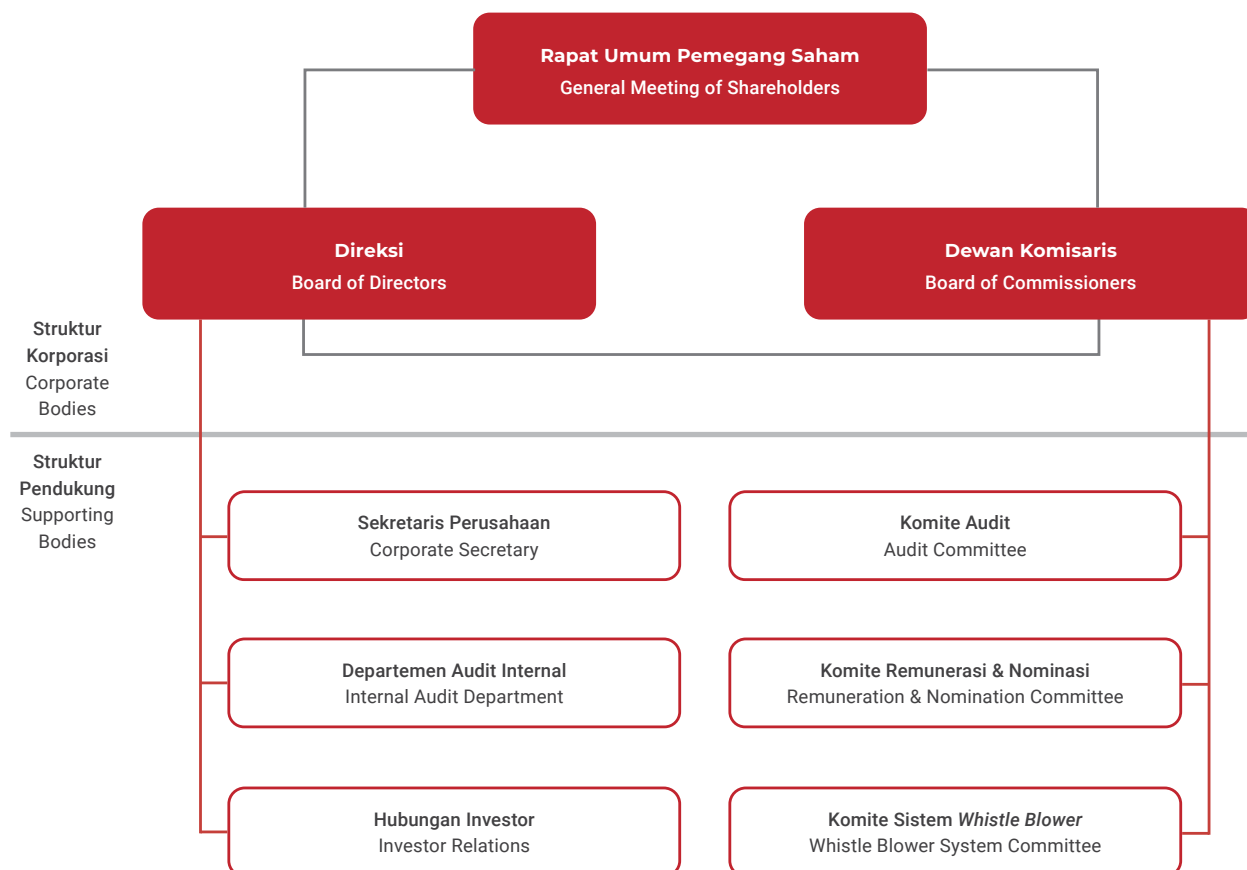 Rapat Umum Pemegang Saham
General Meeting of Shareholders
Direksi
Board of Directors
Dewan Komisaris
Board of Commissioners
Struktur
Korporasi
Corporate
Bodies
Struktur
Pendukung
Supporting
Bodies
Sekretaris Perusahaan
Corporate Secretary
Komite Audit
Audit Committee
Departemen Audit Internal
Internal Audit Department
Komite Remunerasi & Nominasi
Remuneration & Nomination Committee
Hubungan Investor
Investor Relations
Komite Sistem Whistle Blower
Whistle Blower System Committee